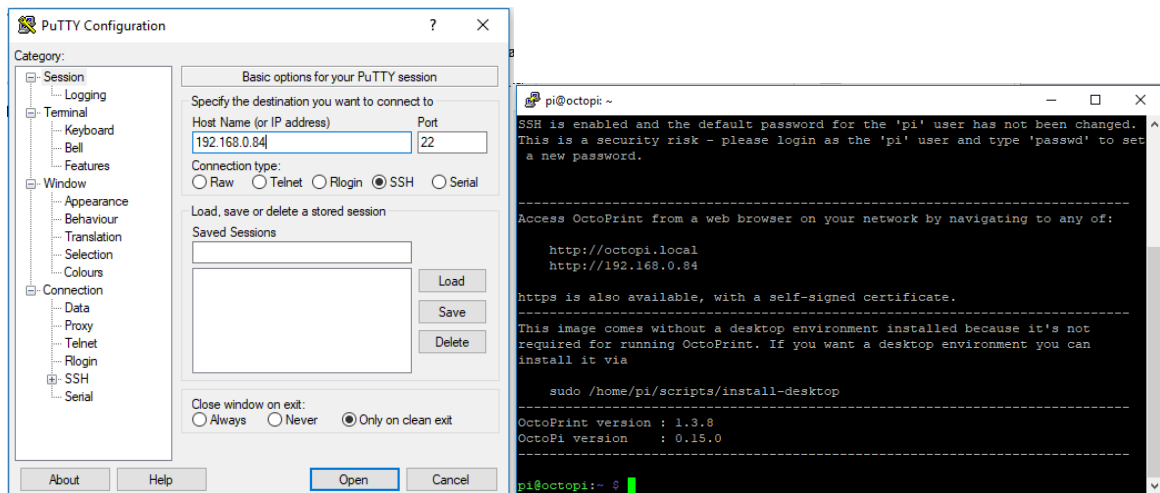 PuTTY Configuration
?
Category:
Session
Logging
Terminal
Keyboard
Bell
Features
Window
Appearance
Behaviour
Translation
Selection
Colours
Connection
Data
Proxy
Telnet
Rlogin
SSH
Serial
Basic options for your PuTTY session
Specify the destination you want to connect to
Host Name (or IP address) Port
192.168.0.84 22
Connection type:
Raw Telnet Rlogin SSH Serial
Load, save or delete a stored session
Saved Sessions
Load
Save
Delete
Close window on exit:
Always Never Only on clean exit
About Help Open Cancel
pi@octopi: ~
SSH is enabled and the default password for the 'pi' user has not been changed.
This is a security risk - please login as the 'pi' user and type 'passwd' to set
a new password.
------------------------------------------------------------------------------
Access OctoPrint from a web browser on your network by navigating to any of:
http://octopi.local
http://192.168.0.84
https is also available, with a self-signed certificate.
------------------------------------------------------------------------------
This image comes without a desktop environment installed because it's not
required for running OctoPrint. If you want a desktop environment you can
install it via
sudo /home/pi/scripts/install-desktop
------------------------------------------------------------------------------
OctoPrint version : 1.3.8
OctoPi version : 0.15.0
------------------------------------------------------------------------------
pi@octopi:~ $